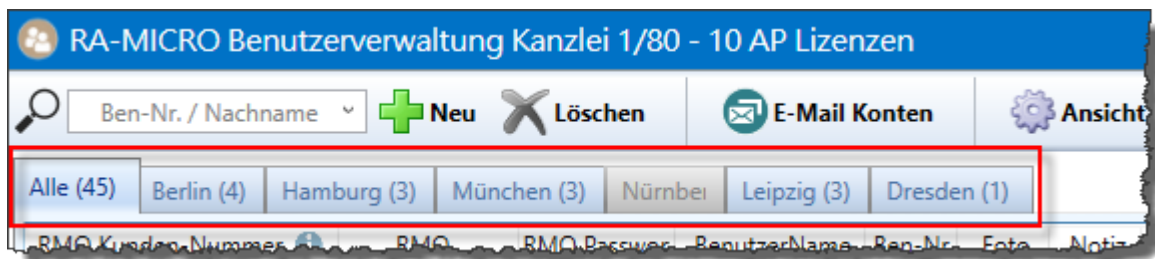 RA-MICRO Benutzerverwaltung Kanzlei 1/80 - 10 AP Lizenzen
Ben-Nr. / Nachname Neu Löschen E-Mail Konten Ansicht
Alle (45) Berlin (4) Hamburg (3) München (3) Nürnber Leipzig (3) Dresden (1)
RMO Kunden-Nummer RMO RMO Passwor BenutzerName Ben-Nr. Foto Notiz